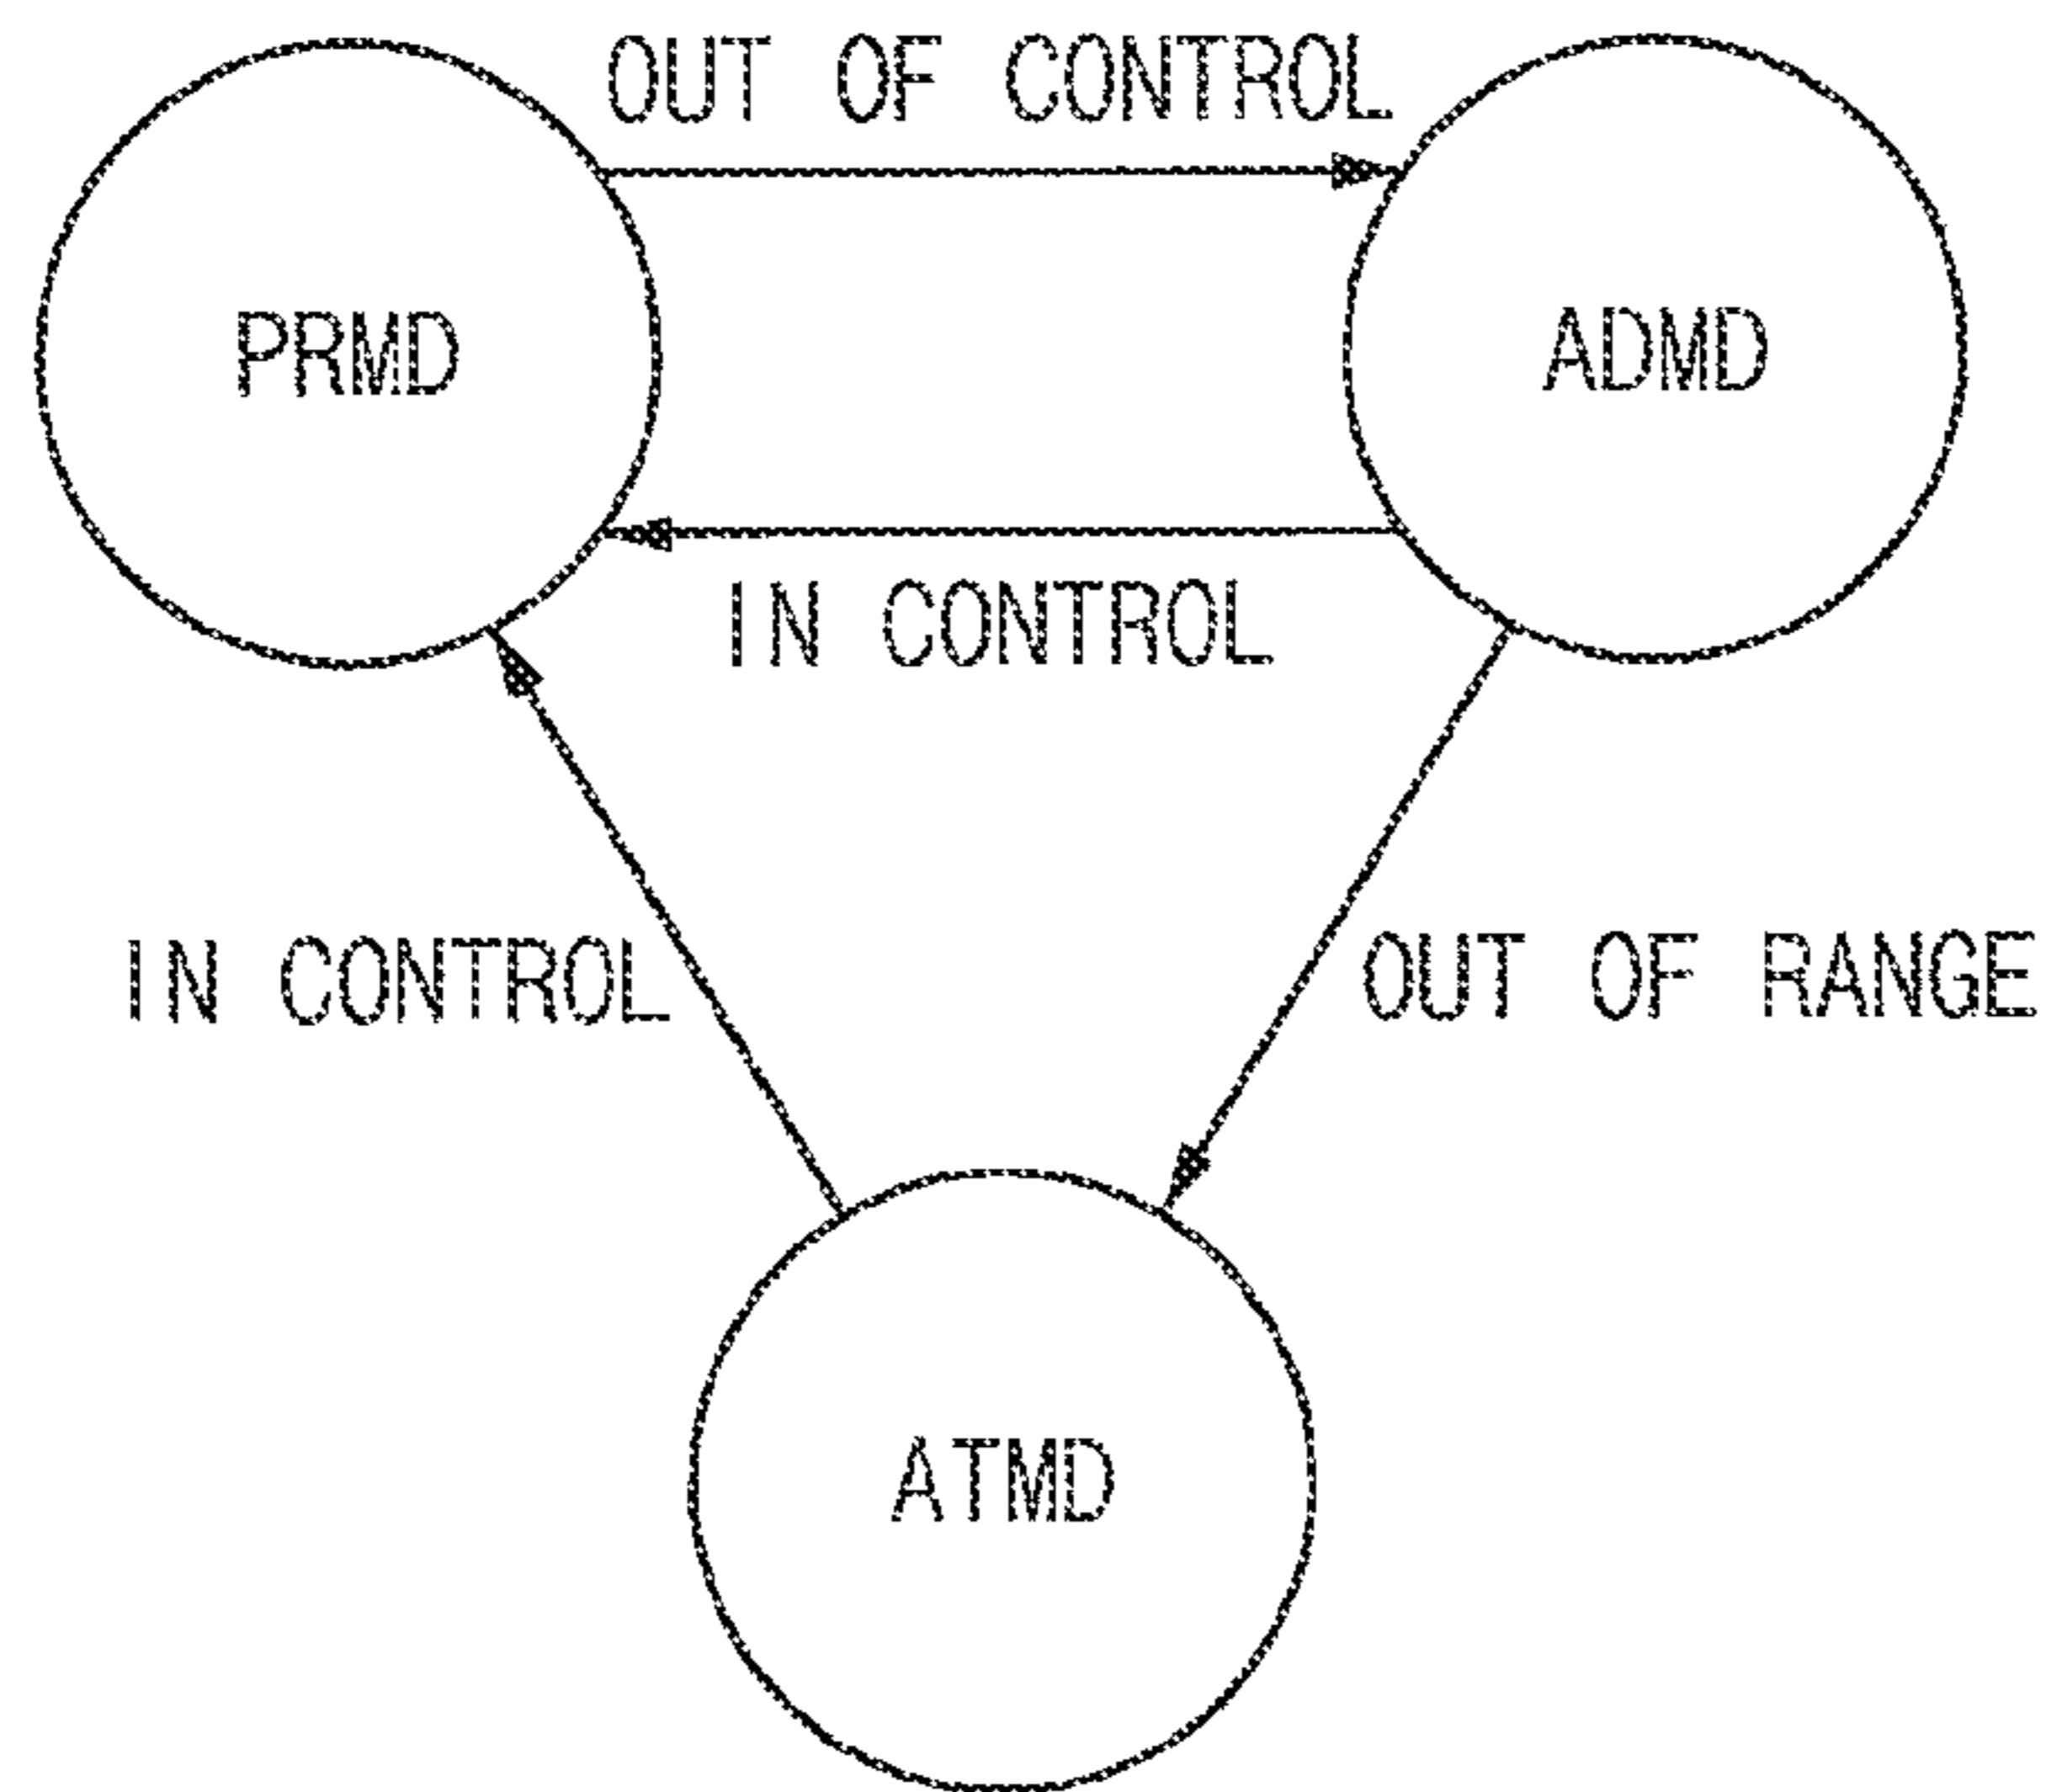 OUT OF CONTROL
PRMD
ADMD
IN CONTROL
IN CONTROL
OUT OF RANGE
ATMD